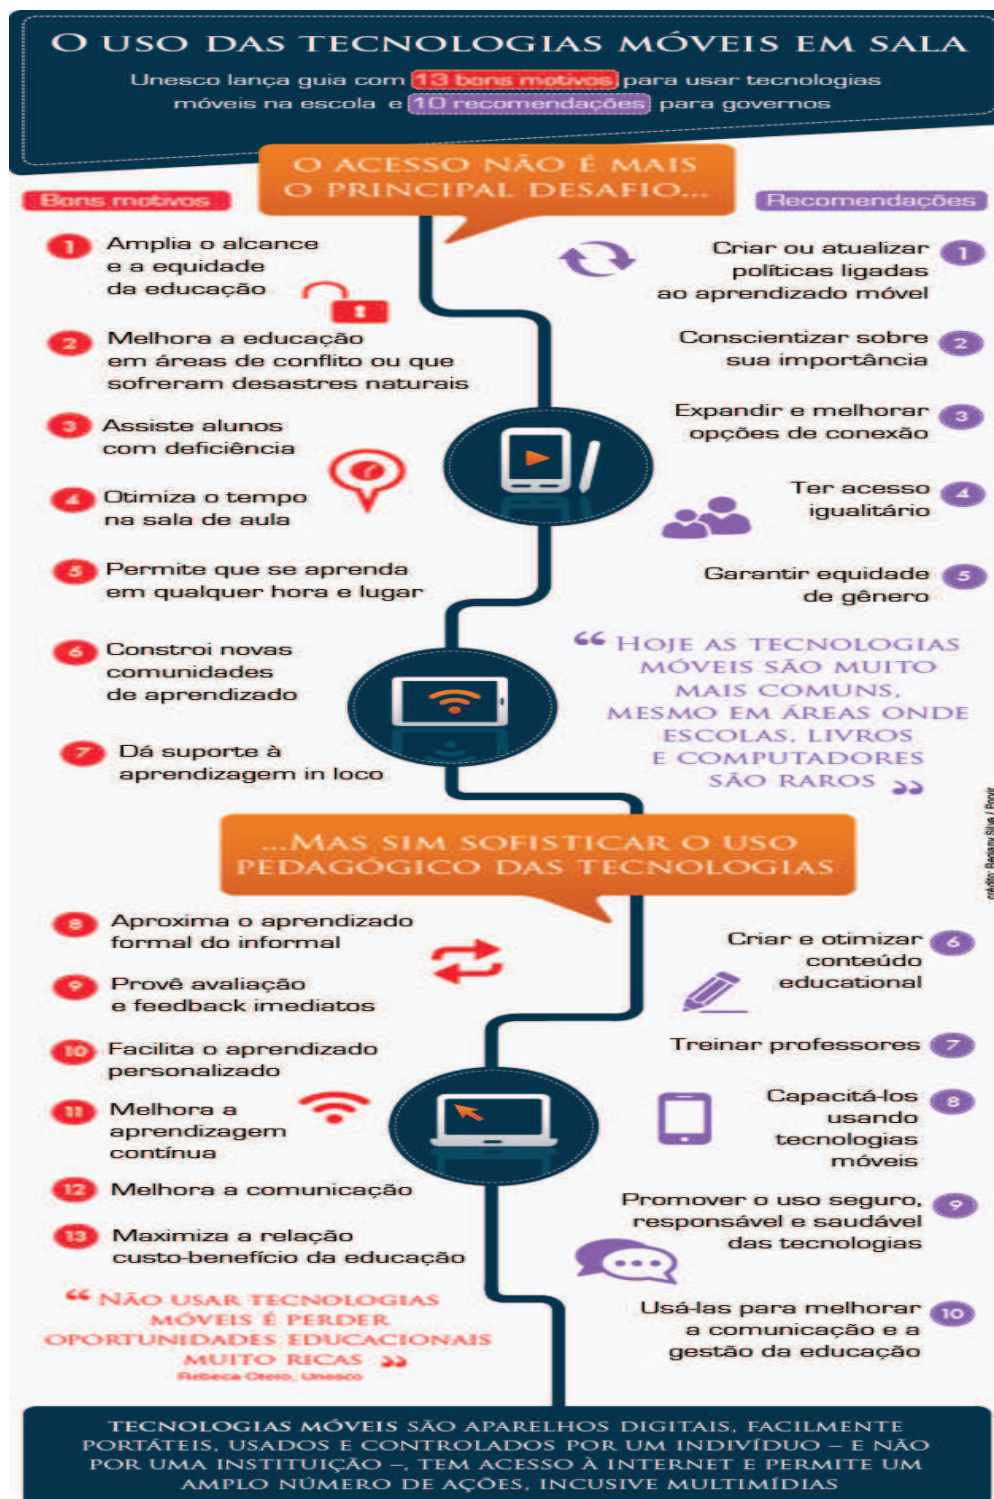 O USO DAS TECNOLOGIAS MÓVEIS EM SALA
Unesco lança guia com 13 bons motivos para usar tecnologias
móveis na escola e 10 recomendações para governos
O ACESSO NÃO É MAIS
O PRINCIPAL DESAFIO...
Bons motivos
1 Amplia o alcance
e a equidade
da educação
2 Melhora a educação
em áreas de conflito ou que
sofreram desastres naturais
3 Assiste alunos
com deficiência
4 Otimiza o tempo
na sala de aula
5 Permite que se aprenda
em qualquer hora e lugar
6 Constroi novas
comunidades
de aprendizado
7 Dá suporte à
aprendizagem in loco
Recomendações
Criar ou atualizar 1
políticas ligadas
ao aprendizado móvel
Conscientizar sobre 2
sua importância
Expandir e melhorar 3
opções de conexão
Ter acesso 4
igualitário
Garantir equidade 5
de gênero
“ HOJE AS TECNOLOGIAS
MÓVEIS SÃO MUITO
MAIS COMUNS,
MESMO EM ÁREAS ONDE
ESCOLAS, LIVROS
E COMPUTADORES
SÃO RAROS ”
crédito: Regiany Silva / Porvir
...MAS SIM SOFISTICAR O USO
PEDAGÓGICO DAS TECNOLOGIAS
8 Aproxima o aprendizado
formal do informal
9 Provê avaliação
e feedback imediatos
10 Facilita o aprendizado
personalizado
11 Melhora a
aprendizagem
contínua
12 Melhora a comunicação
13 Maximiza a relação
custo-benefício da educação
“ NÃO USAR TECNOLOGIAS
MÓVEIS É PERDER
OPORTUNIDADES EDUCACIONAIS
MUITO RICAS ”
Rebeca Otero, Unesco
Criar e otimizar 6
conteúdo
educational
Treinar professores 7
Capacitá-los 8
usando
tecnologias
móveis
Promover o uso seguro, 9
responsável e saudável
das tecnologias
Usá-las para melhorar 10
a comunicação e a
gestão da educação
TECNOLOGIAS MÓVEIS SÃO APARELHOS DIGITAIS, FACILMENTE
PORTÁTEIS, USADOS E CONTROLADOS POR UM INDIVÍDUO – E NÃO
POR UMA INSTITUIÇÃO –, TEM ACESSO À INTERNET E PERMITE UM
AMPLO NÚMERO DE AÇÕES, INCUSIVE MULTIMÍDIAS